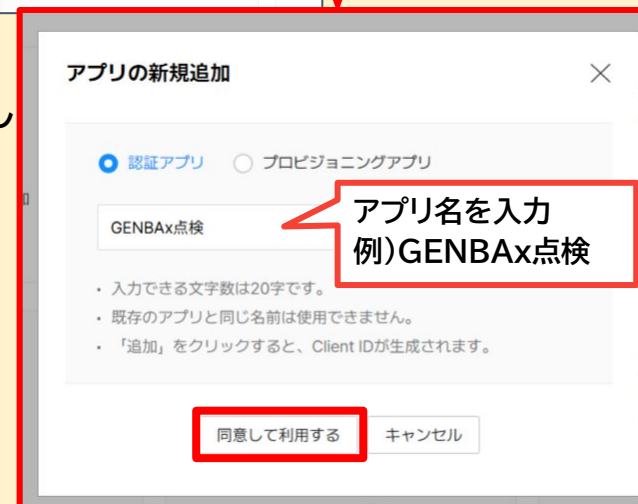 アプリの新規追加
認証アプリ
プロビジョニングアプリ
GENBAx点検
アプリ名を入力
例)GENBAx点検
・ 入力できる文字数は20字です。
・ 既存のアプリと同じ名前は使用できません。
・ 「追加」をクリックすると、Client IDが生成されます。
同意して利用する
キャンセル